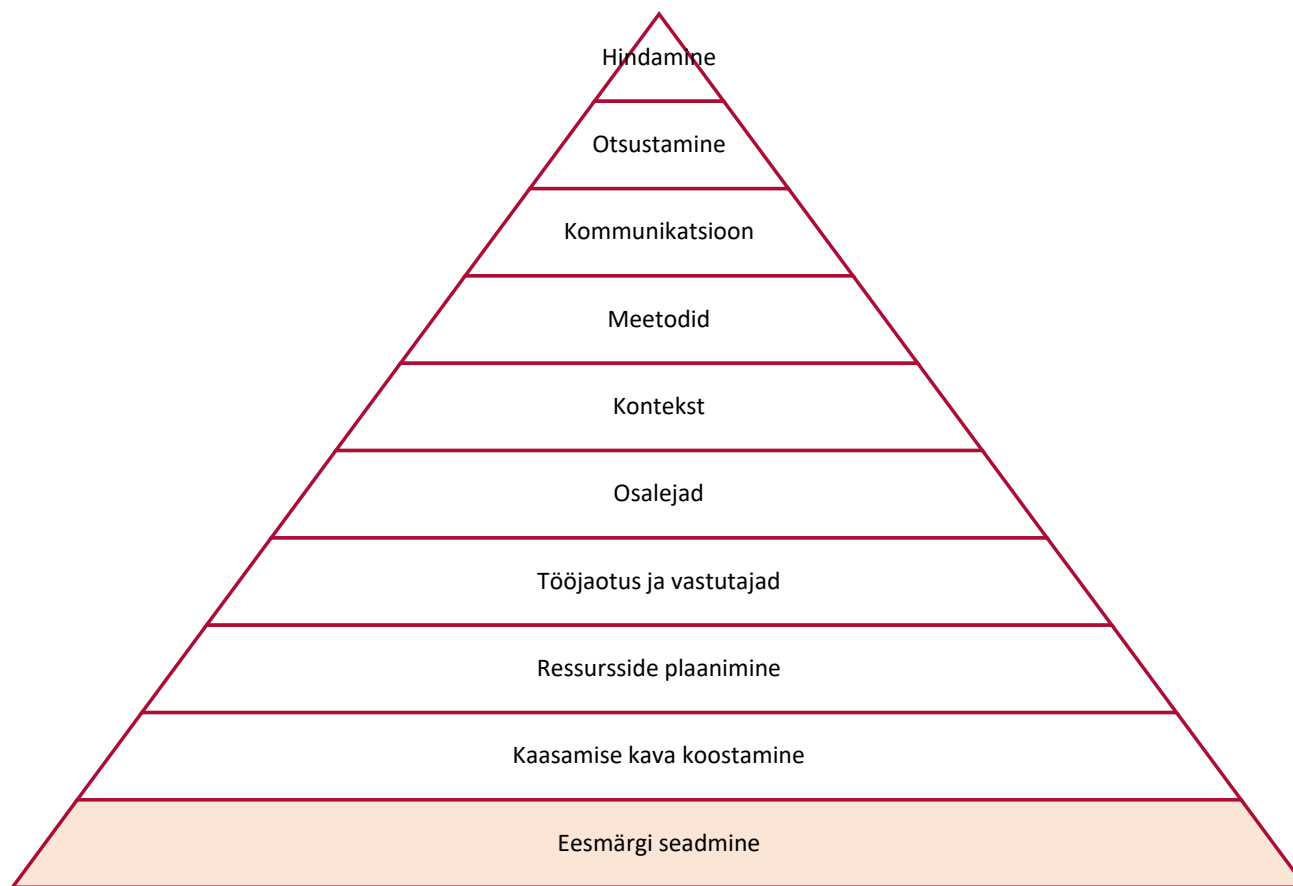 Hindamine
Otsustamine
Kommunikatsioon
Meetodid
Kontekst
Osalejad
Tööjaotus ja vastutajad
Ressursside plaanimine
Kaasamise kava koostamine
Eesmärgi seadmine